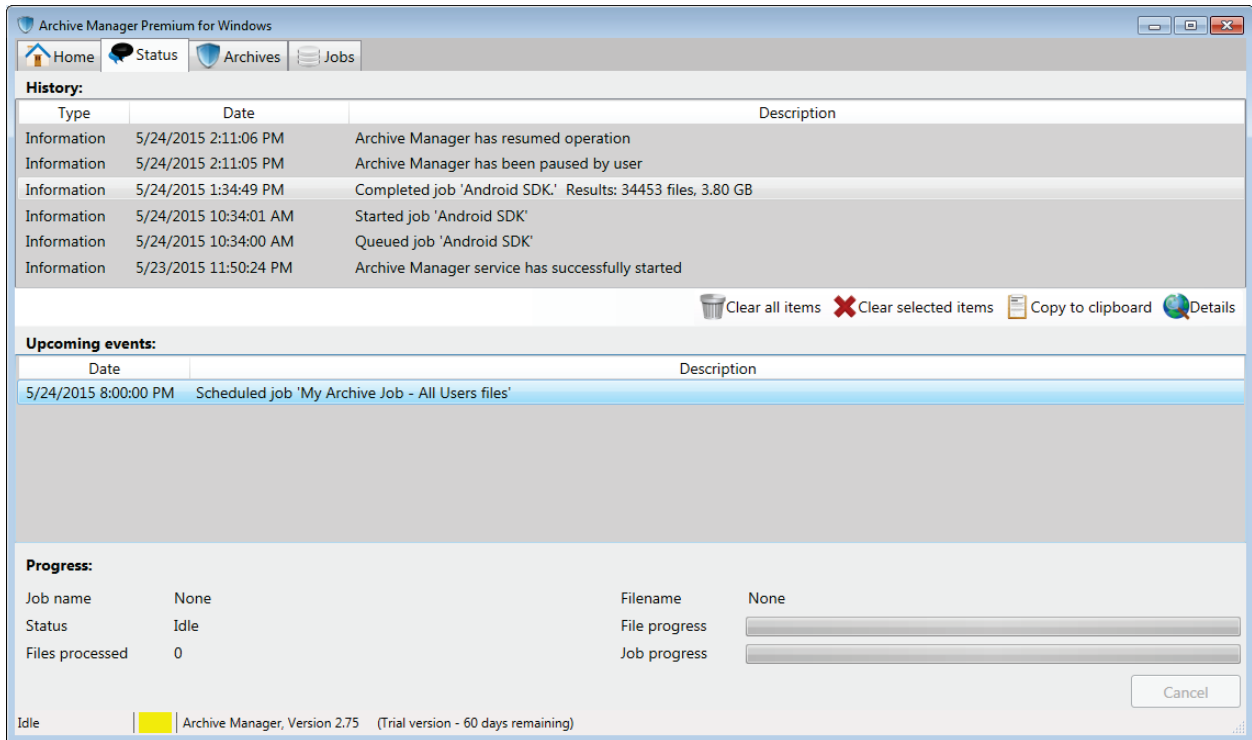 Archive Manager Premium for Windows
Home Status Archives Jobs
History:
Type Date Description
Information 5/24/2015 2:11:06 PM Archive Manager has resumed operation
Information 5/24/2015 2:11:05 PM Archive Manager has been paused by user
Information 5/24/2015 1:34:49 PM Completed job 'Android SDK.'  Results: 34453 files, 3.80 GB
Information 5/24/2015 10:34:01 AM Started job 'Android SDK'
Information 5/24/2015 10:34:00 AM Queued job 'Android SDK'
Information 5/23/2015 11:50:24 PM Archive Manager service has successfully started
Clear all items Clear selected items Copy to clipboard Details
Upcoming events:
Date Description
5/24/2015 8:00:00 PM Scheduled job 'My Archive Job - All Users files'
Progress:
Job name None Filename None
Status Idle File progress
Files processed 0 Job progress
Cancel
Idle Archive Manager, Version 2.75 (Trial version - 60 days remaining)